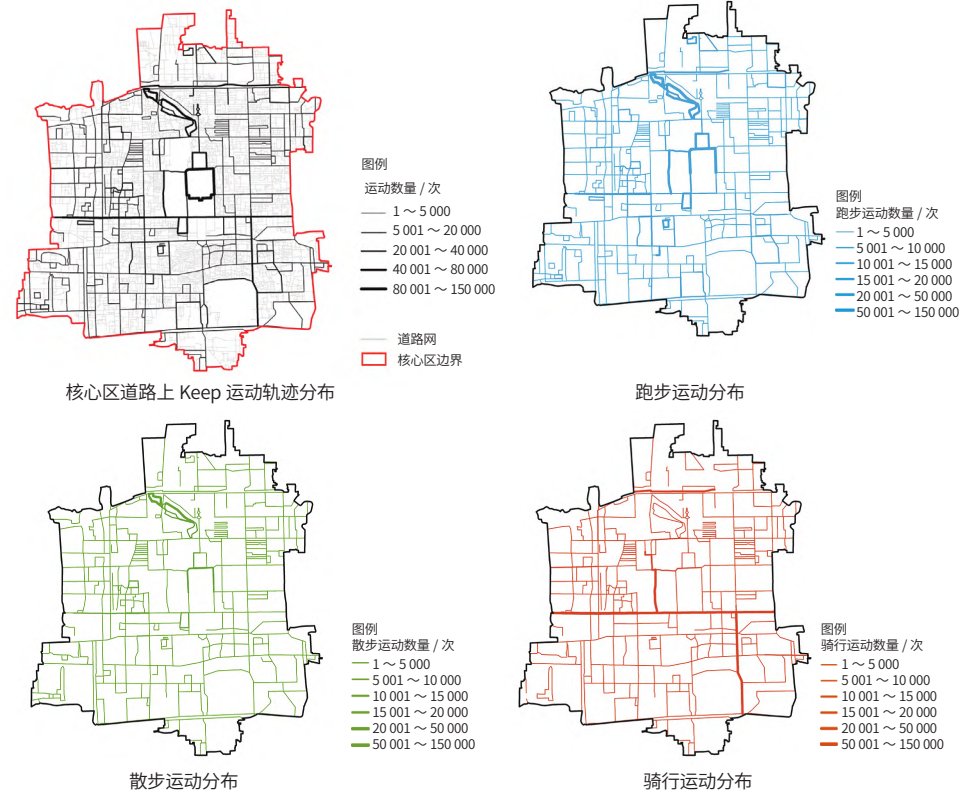 图例
运动数量 / 次
1～5 000
5 001～20 000
20 001～40 000
40 001～80 000
80 001～150 000
道路网
核心区边界
核心区道路上 Keep 运动轨迹分布
图例
跑步运动数量 / 次
1～5 000
5 001～10 000
10 001～15 000
15 001～20 000
20 001～50 000
50 001～150 000
跑步运动分布
图例
散步运动数量 / 次
1～5 000
5 001～10 000
10 001～15 000
15 001～20 000
20 001～50 000
50 001～150 000
散步运动分布
图例
骑行运动数量 / 次
1～5 000
5 001～10 000
10 001～15 000
15 001～20 000
20 001～50 000
50 001～150 000
骑行运动分布